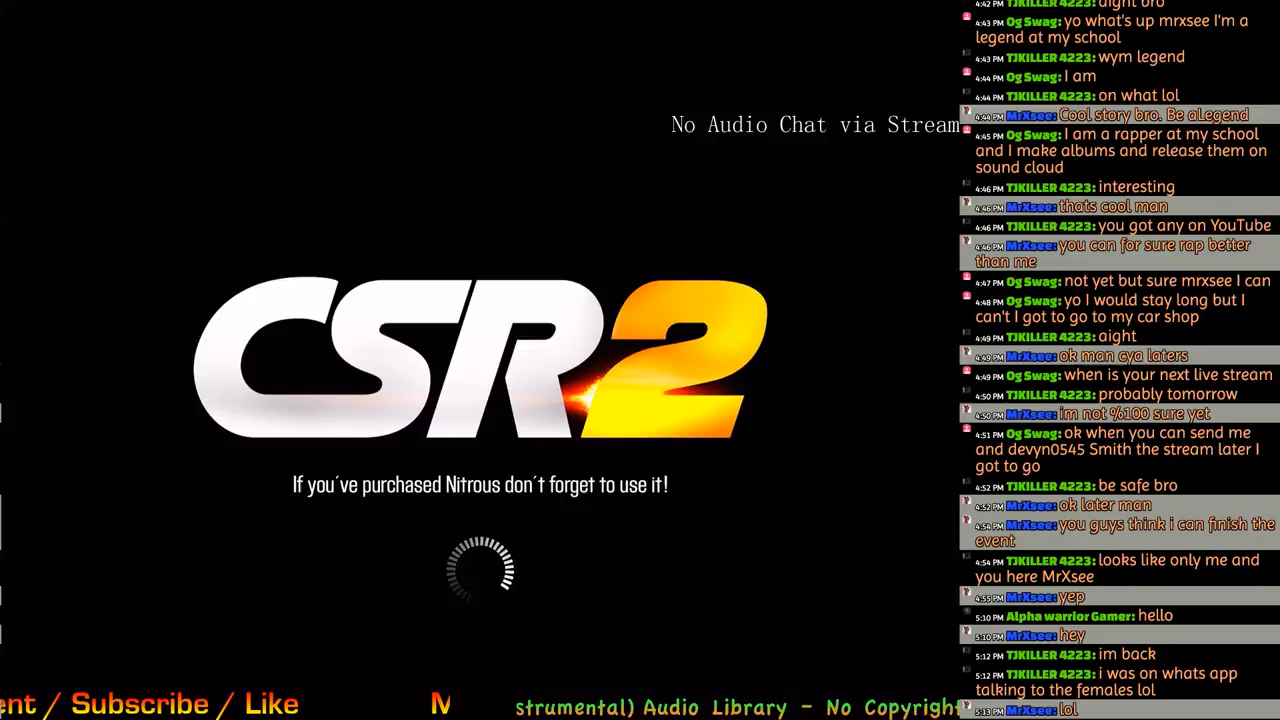 No Audio Chat via Stream
CSR2
If you've purchased Nitrous don't forget to use it!
ent / Subscribe / Like
M
strumental) Audio Library - No Copyright
4:42 PM TJKILLER 4223: aight bro
4:43 PM Og Swag: yo what's up mrxsee I'm a
legend at my school
4:43 PM TJKILLER 4223: wym legend
4:44 PM Og Swag: I am
4:44 PM TJKILLER 4223: on what lol
4:44 PM MrXsee: Cool story bro. Be aLegend
4:45 PM Og Swag: I am a rapper at my school
and I make albums and release them on
sound cloud
4:46 PM TJKILLER 4223: interesting
4:46 PM MrXsee: thats cool man
4:46 PM TJKILLER 4223: you got any on YouTube
4:46 PM MrXsee: you can for sure rap better
than me
4:47 PM Og Swag: not yet but sure mrxsee I can
4:48 PM Og Swag: yo I would stay long but I
can't I got to go to my car shop
4:49 PM TJKILLER 4223: aight
4:49 PM MrXsee: ok man cya laters
4:49 PM Og Swag: when is your next live stream
4:50 PM TJKILLER 4223: probably tomorrow
4:50 PM MrXsee: im not %100 sure yet
4:51 PM Og Swag: ok when you can send me
and devyn0545 Smith the stream later I
got to go
4:52 PM TJKILLER 4223: be safe bro
4:52 PM MrXsee: ok later man
4:54 PM MrXsee: you guys think i can finish the
event
4:54 PM TJKILLER 4223: looks like only me and
you here MrXsee
4:55 PM MrXsee: yep
5:10 PM Alpha warrior Gamer: hello
5:10 PM MrXsee: hey
5:12 PM TJKILLER 4223: im back
5:12 PM TJKILLER 4223: i was on whats app
talking to the females lol
5:13 PM MrXsee: lol